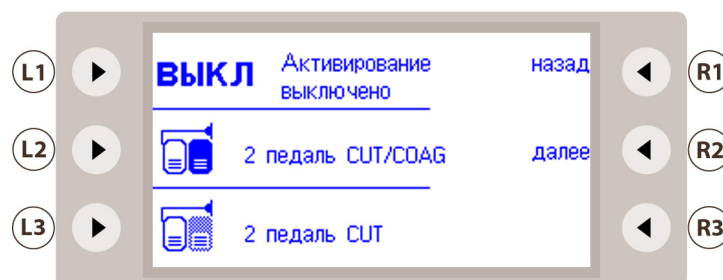 L1
ВЫКЛ
Активирование
выключено
назад
R1
L2
2 педаль CUT/COAG
далее
R2
L3
2 педаль CUT
R3